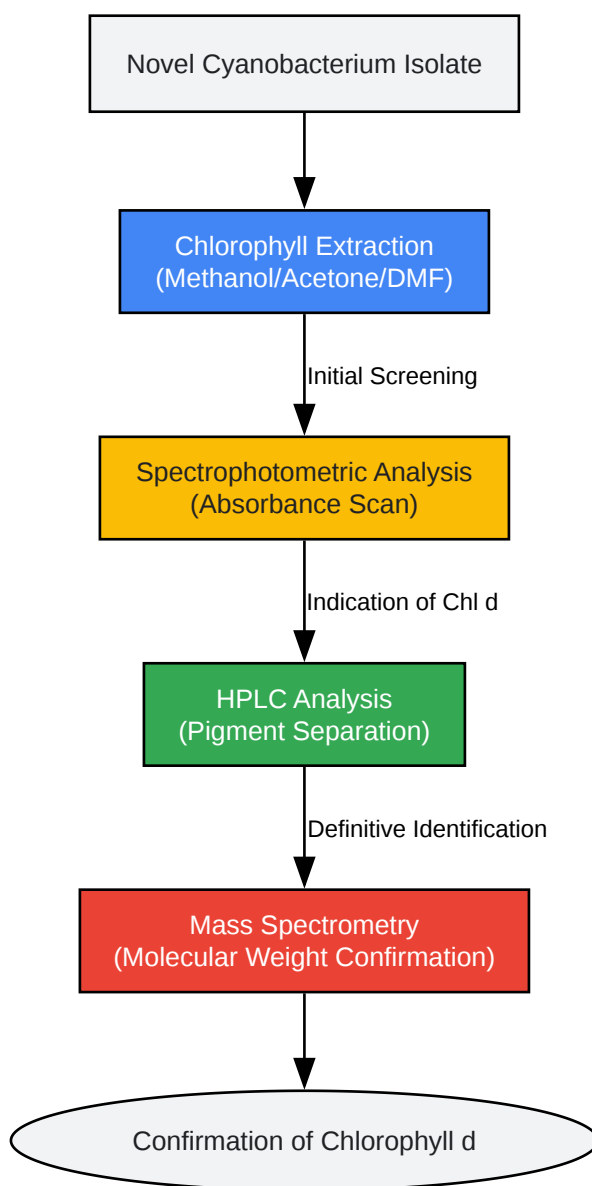 Novel Cyanobacterium Isolate
Chlorophyll Extraction
(Methanol/Acetone/DMF)
Initial Screening
Spectrophotometric Analysis
(Absorbance Scan)
Indication of Chl d
HPLC Analysis
(Pigment Separation)
Definitive Identification
Mass Spectrometry
(Molecular Weight Confirmation)
Confirmation of Chlorophyll d